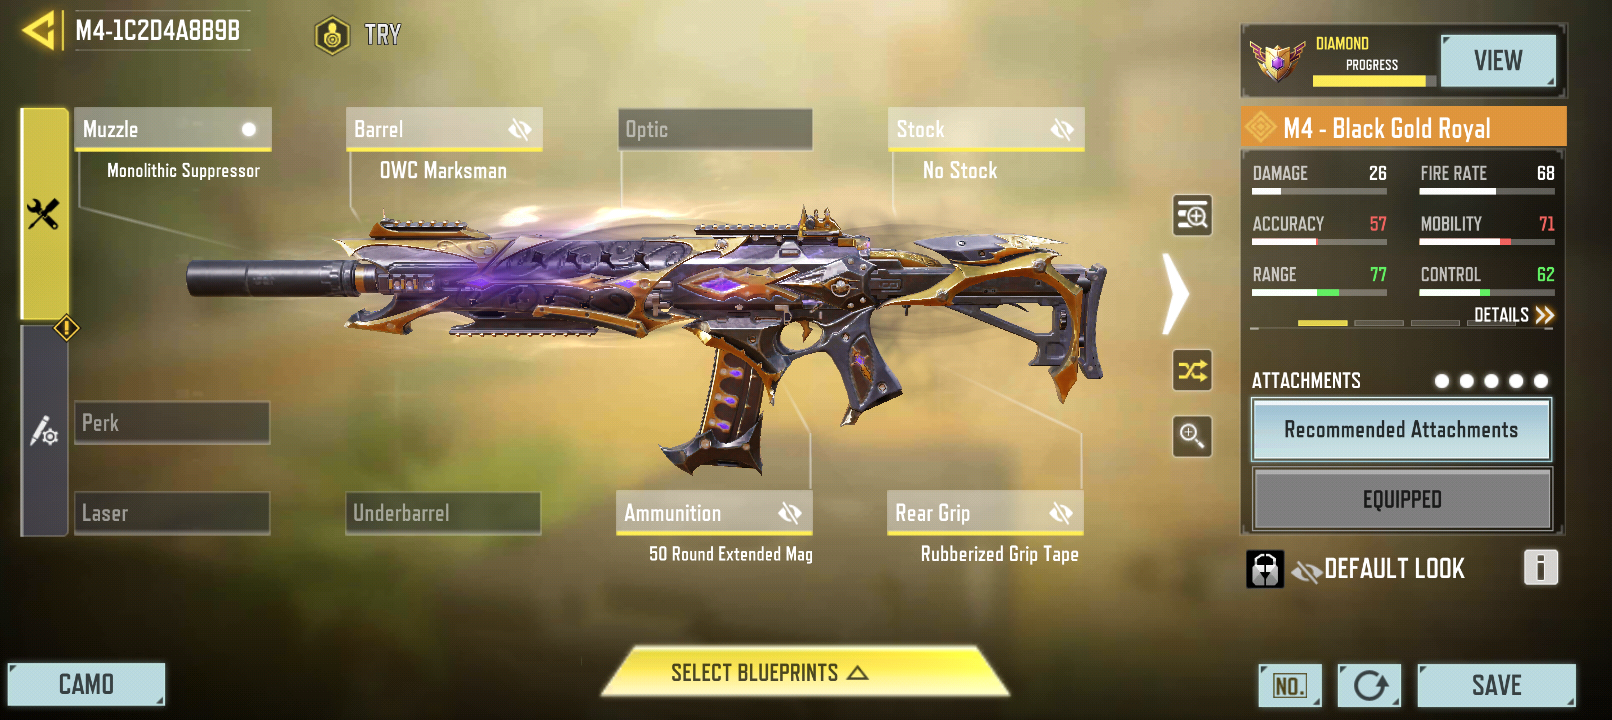 M4-1C2D4A8B9B
TRY
DIAMOND
PROGRESS
VIEW
Muzzle
Monolithic Suppressor
Barrel
OWC Marksman
Optic
Stock
No Stock
M4 - Black Gold Royal
DAMAGE 26
FIRE RATE 68
ACCURACY 57
MOBILITY 71
RANGE 77
CONTROL 62
DETAILS
ATTACHMENTS
Recommended Attachments
EQUIPPED
Perk
Laser
Underbarrel
Ammunition
50 Round Extended Mag
Rear Grip
Rubberized Grip Tape
DEFAULT LOOK
i
CAMO
SELECT BLUEPRINTS
NO.
SAVE